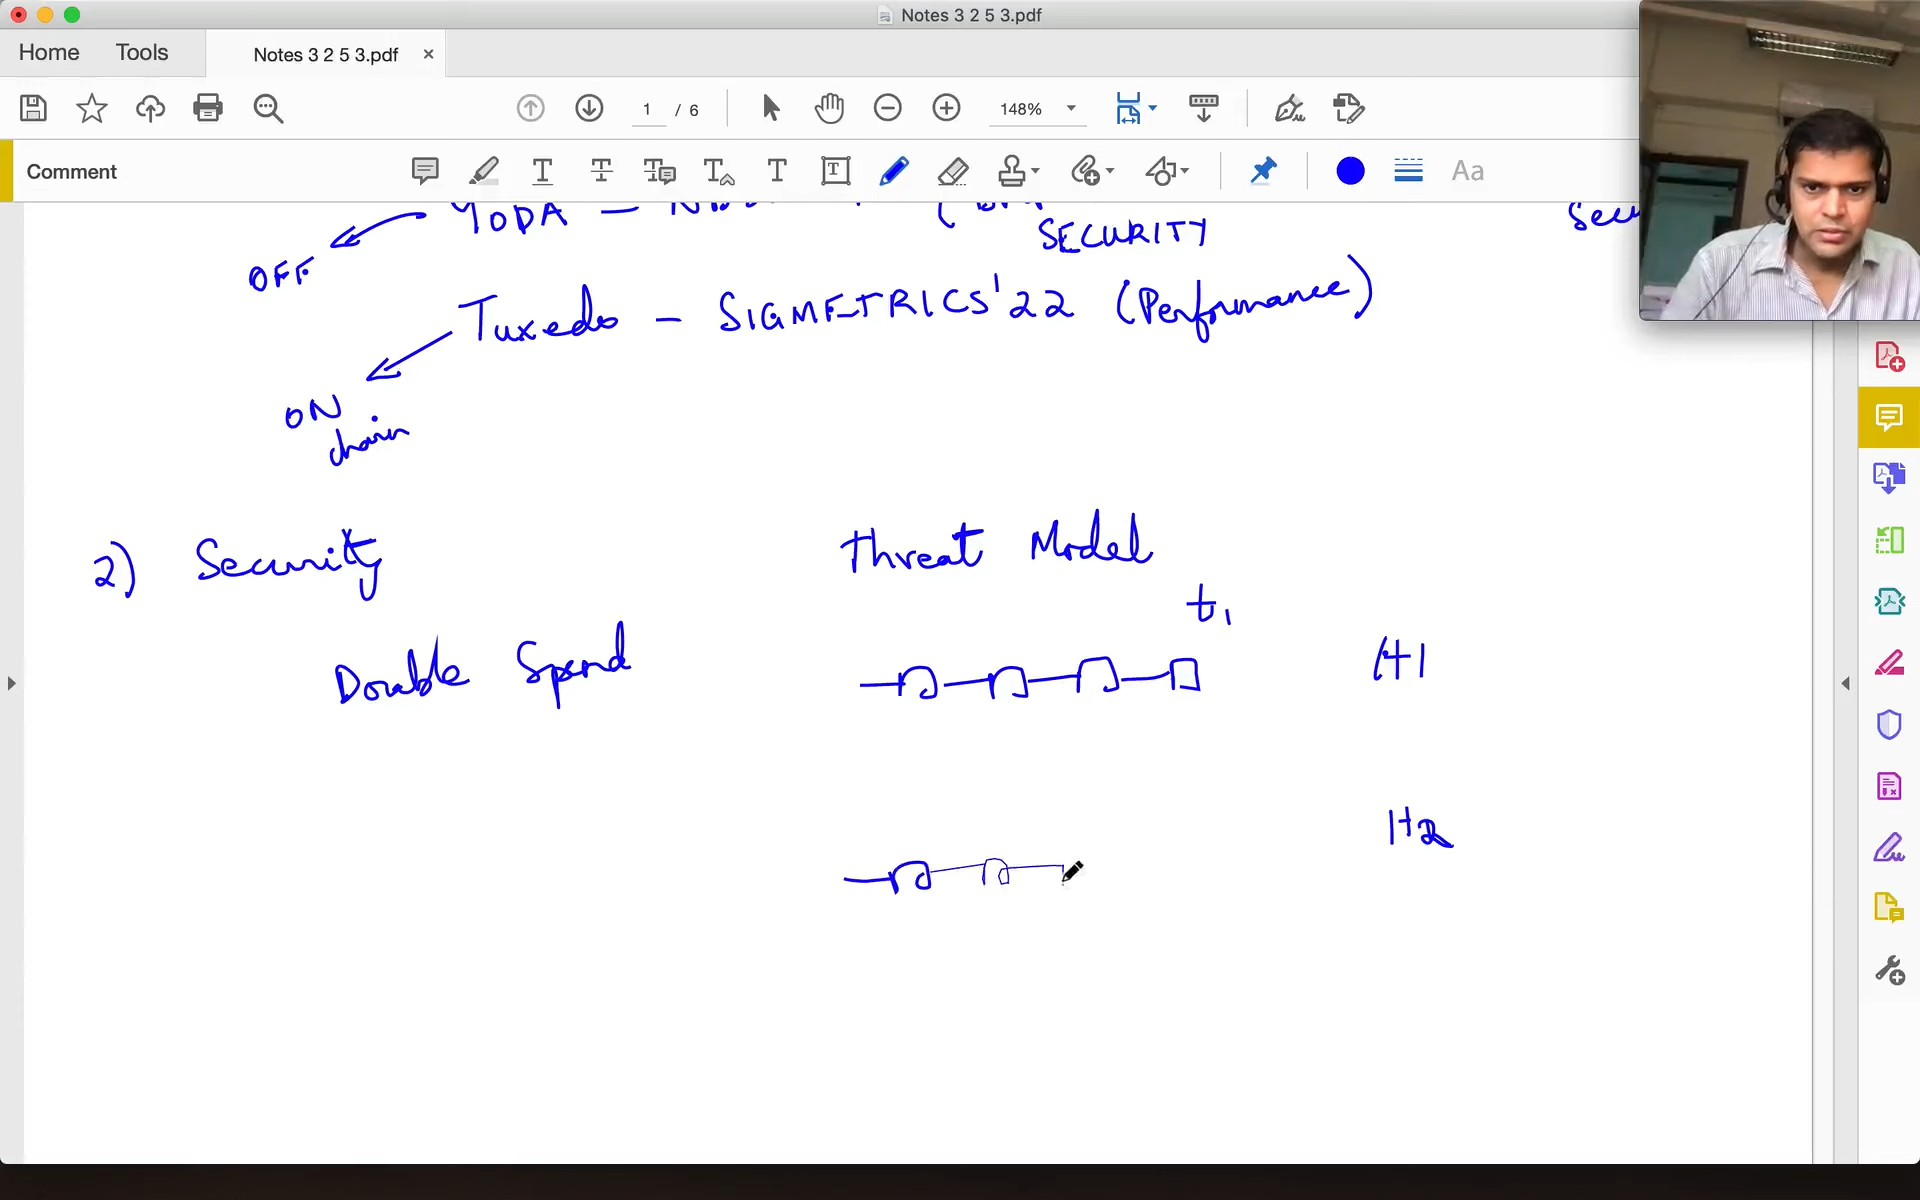 Notes 3 2 5 3.pdf
Home Tools Notes 3 2 5 3.pdf ×
1 / 6 148%
Comment Aa
YODA –
SECURITY
OFF
Tuxedo – SIGMETRICS'22 (Performance)
ON
chain
2) Security Threat Model
t1
Double Spend H1
H2